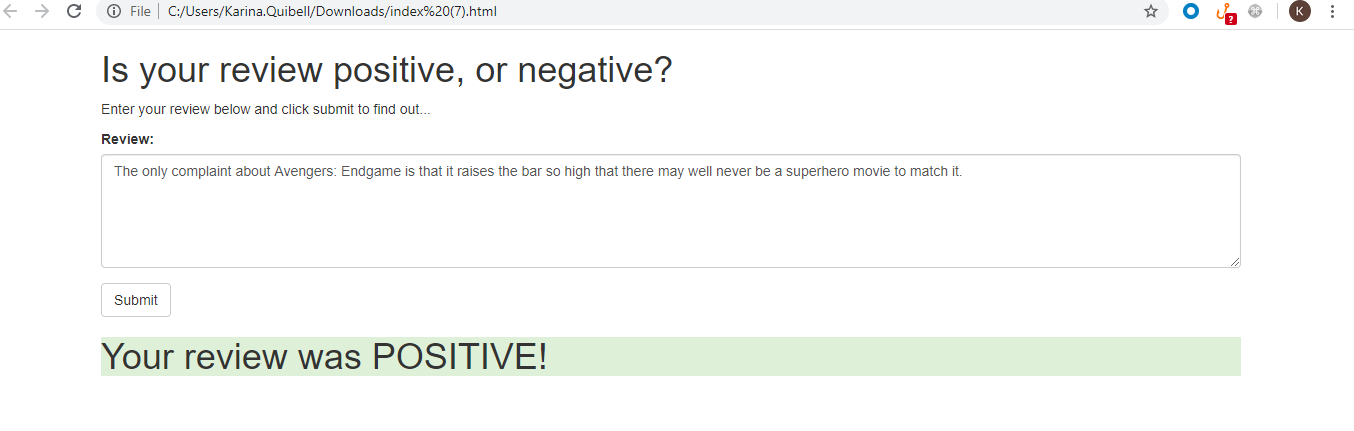 File C:/Users/Karina.Quibell/Downloads/index%20(7).html
?
K
Is your review positive, or negative?
Enter your review below and click submit to find out...
Review:
The only complaint about Avengers: Endgame is that it raises the bar so high that there may well never be a superhero movie to match it.
Submit
Your review was POSITIVE!